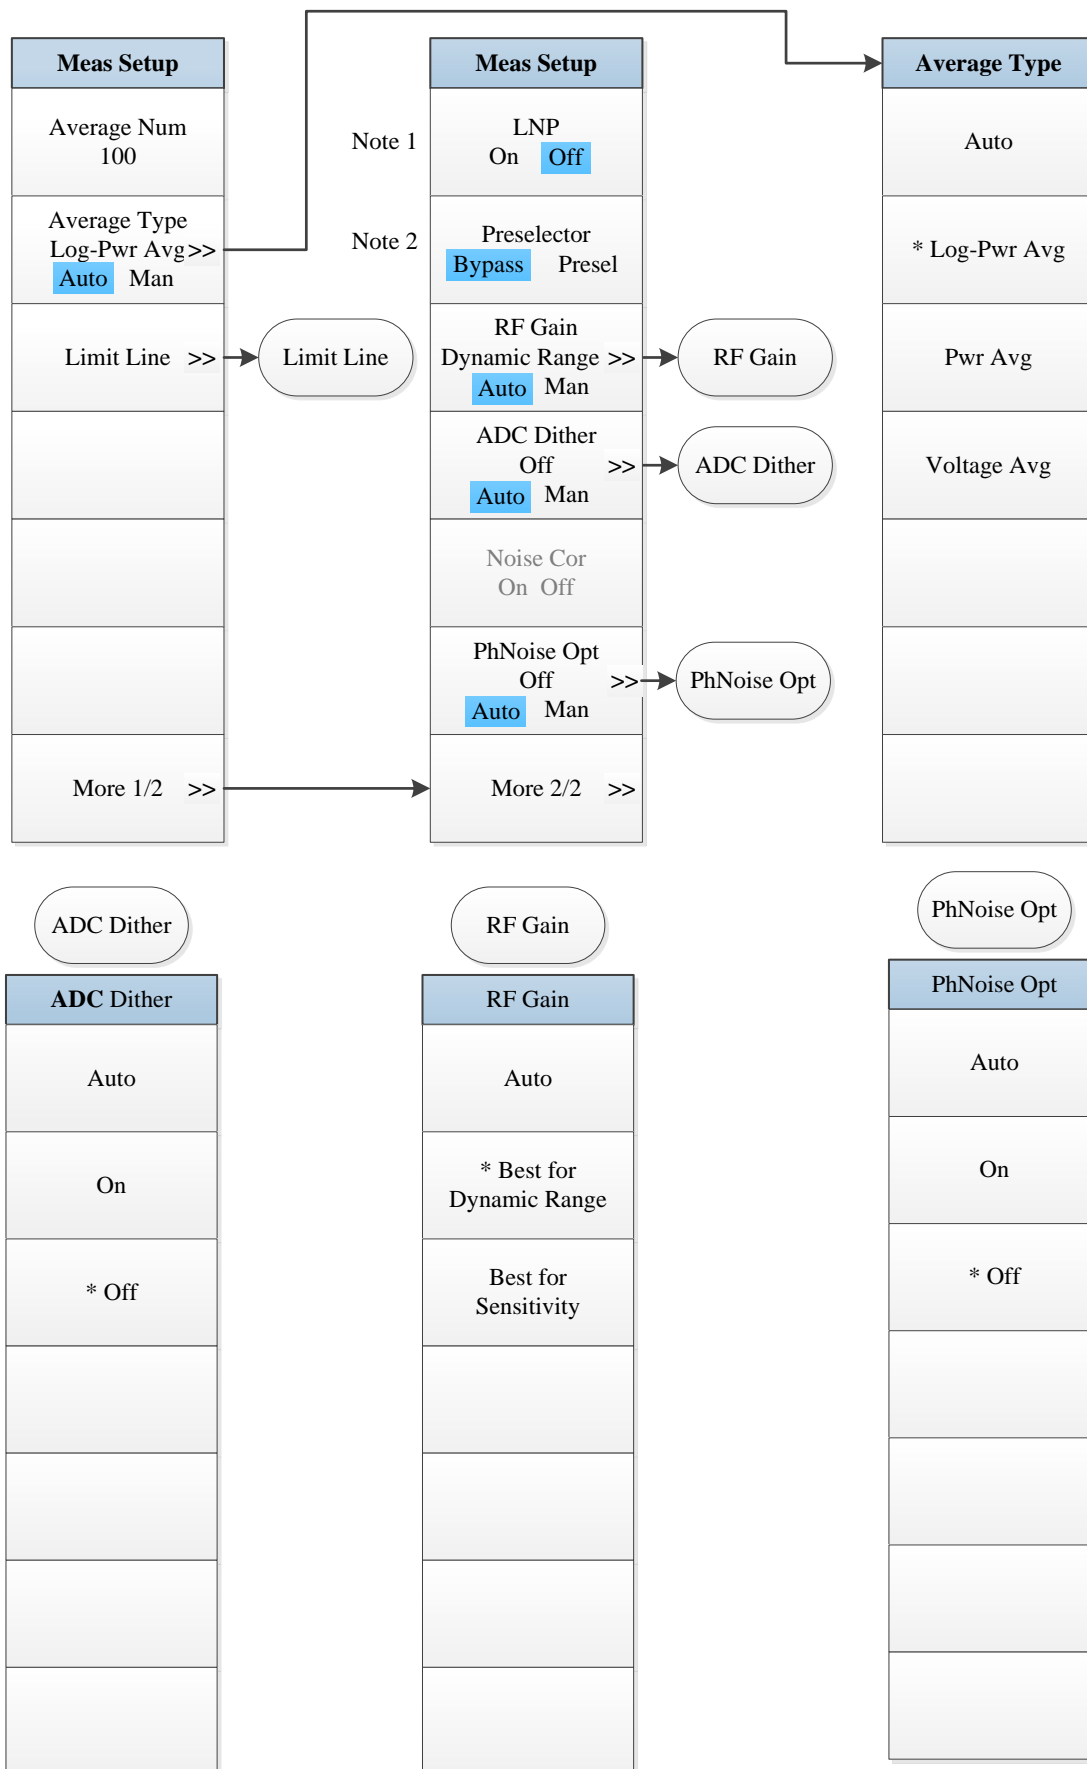 Meas Setup
Average Num
100
Average Type
Log-Pwr Avg >>
Auto Man
Limit Line >>
Limit Line
More 1/2 >>
Meas Setup
Note 1
LNP
On Off
Note 2
Preselector
Bypass Presel
RF Gain
Dynamic Range >>
Auto Man
RF Gain
ADC Dither
Off >>
Auto Man
ADC Dither
Noise Cor
On Off
PhNoise Opt
Off >>
Auto Man
PhNoise Opt
More 2/2 >>
Average Type
Auto
* Log-Pwr Avg
Pwr Avg
Voltage Avg
ADC Dither
ADC Dither
Auto
On
* Off
RF Gain
RF Gain
Auto
* Best for
Dynamic Range
Best for
Sensitivity
PhNoise Opt
PhNoise Opt
Auto
On
* Off